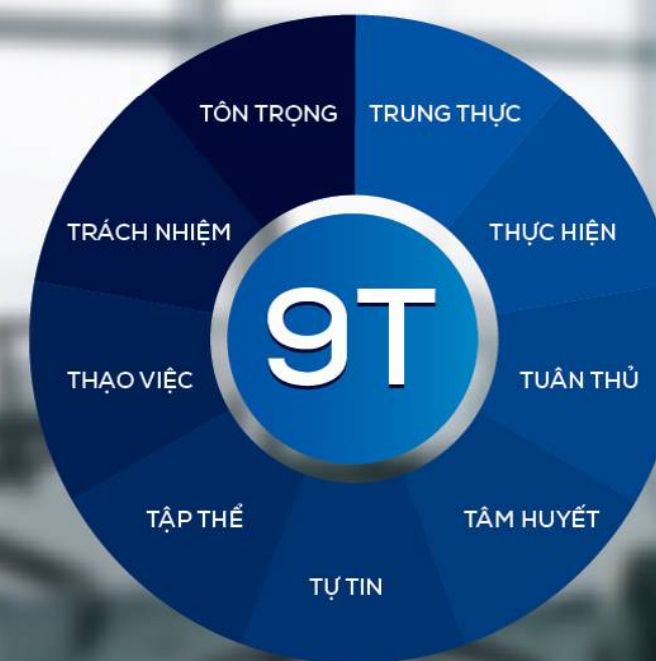 TÔN TRỌNG
TRUNG THỰC
TRÁCH NHIỆM
THỰC HIỆN
9T
THẠO VIỆC
TUÂN THỦ
TẬP THỂ
TÂM HUYẾT
TỰ TIN